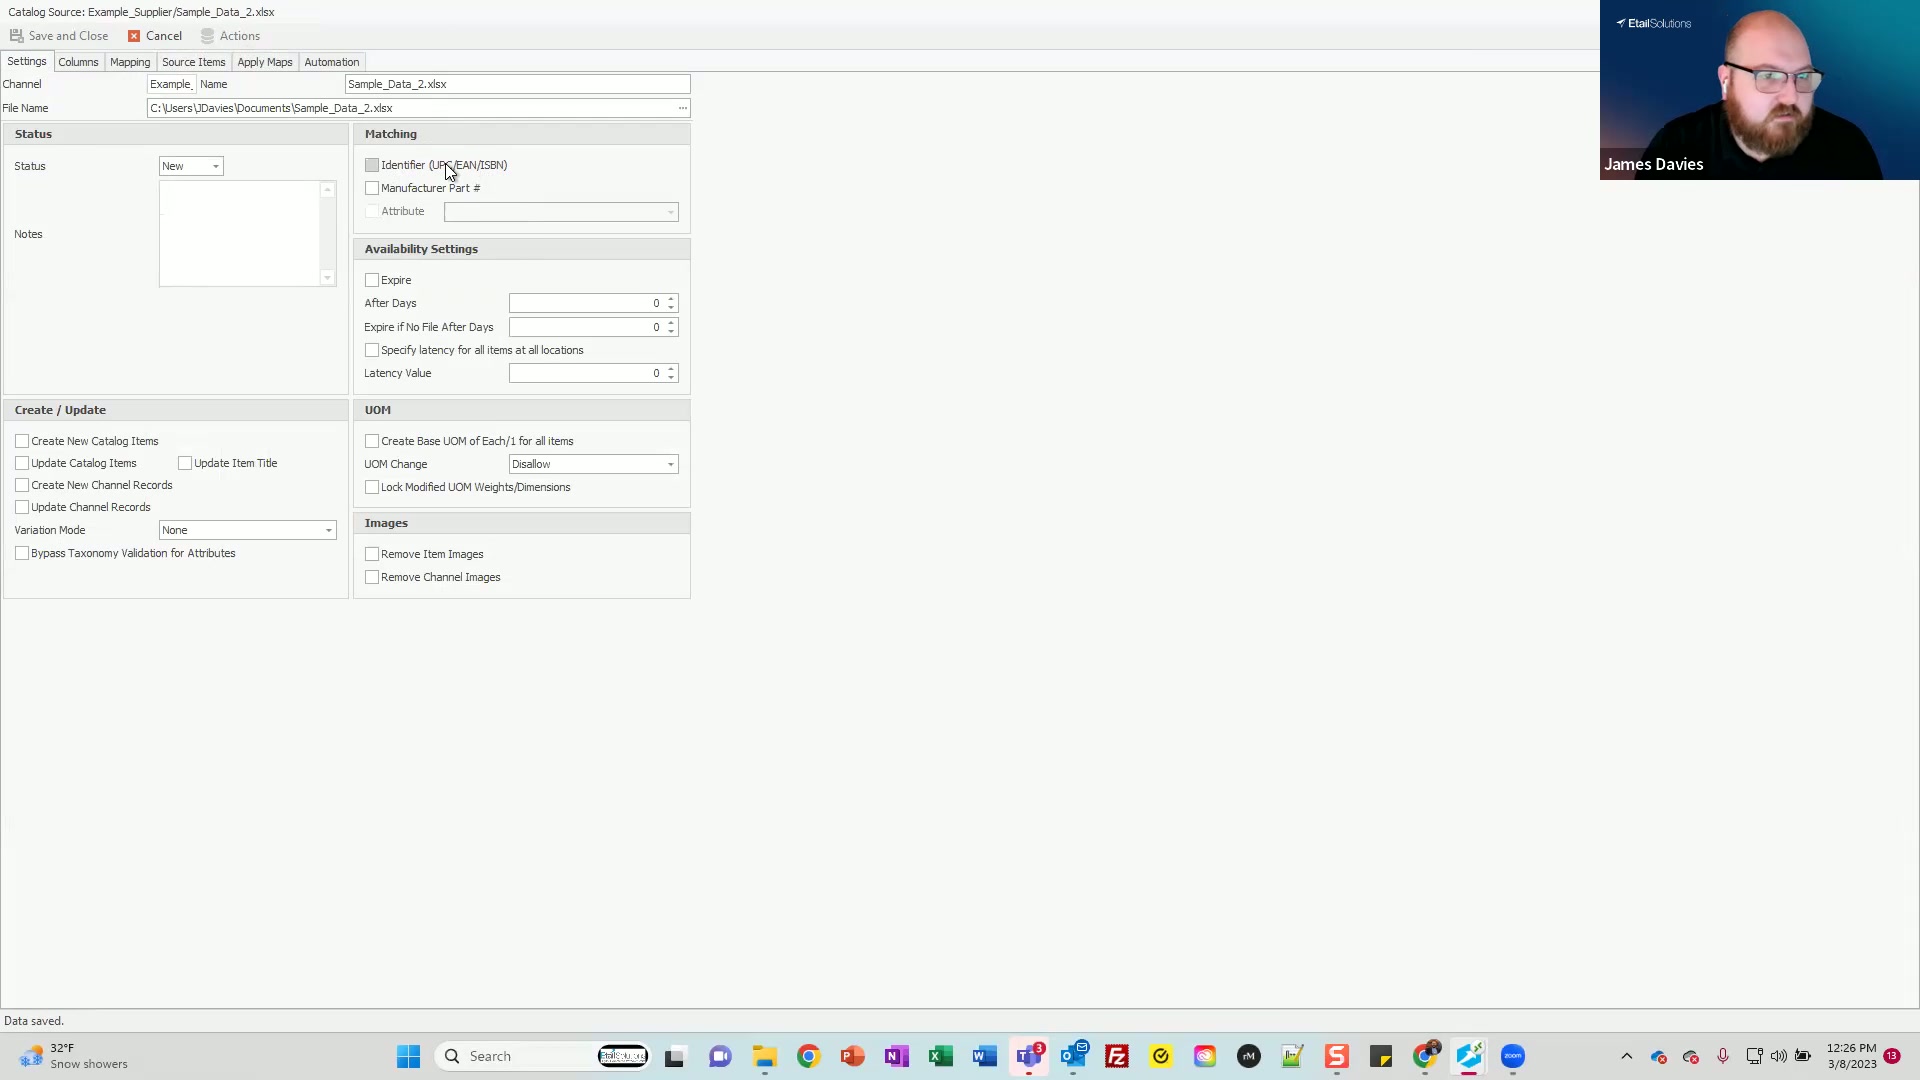 Catalog Source: Example_Supplier/Sample_Data_2.xlsx
Save and Close Cancel Actions
Settings Columns Mapping Source Items Apply Maps Automation
Channel Example_ Name Sample_Data_2.xlsx
File Name C:\Users\JDavies\Documents\Sample_Data_2.xlsx ...
Status
Status New
Notes
Matching
Identifier (UPC/EAN/ISBN)
Manufacturer Part #
Attribute
Availability Settings
Expire
After Days 0
Expire if No File After Days 0
Specify latency for all items at all locations
Latency Value 0
Create / Update
Create New Catalog Items
Update Catalog Items Update Item Title
Create New Channel Records
Update Channel Records
Variation Mode None
Bypass Taxonomy Validation for Attributes
UOM
Create Base UOM of Each/1 for all items
UOM Change Disallow
Lock Modified UOM Weights/Dimensions
Images
Remove Item Images
Remove Channel Images
EtailSolutions
James Davies
Data saved.
32°F
Snow showers
Search
EtailSolutions
3
rM
zoom
12:26 PM
3/8/2023
13